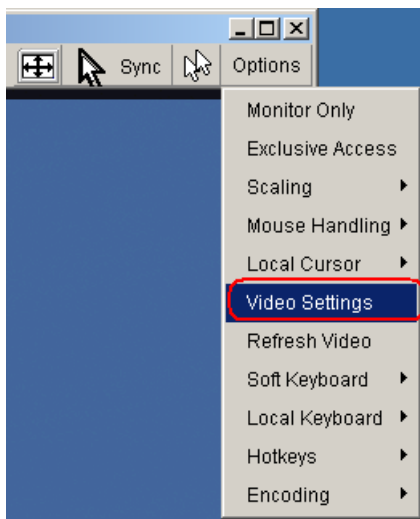 Sync Options
Monitor Only
Exclusive Access
Scaling
Mouse Handling
Local Cursor
Video Settings
Refresh Video
Soft Keyboard
Local Keyboard
Hotkeys
Encoding